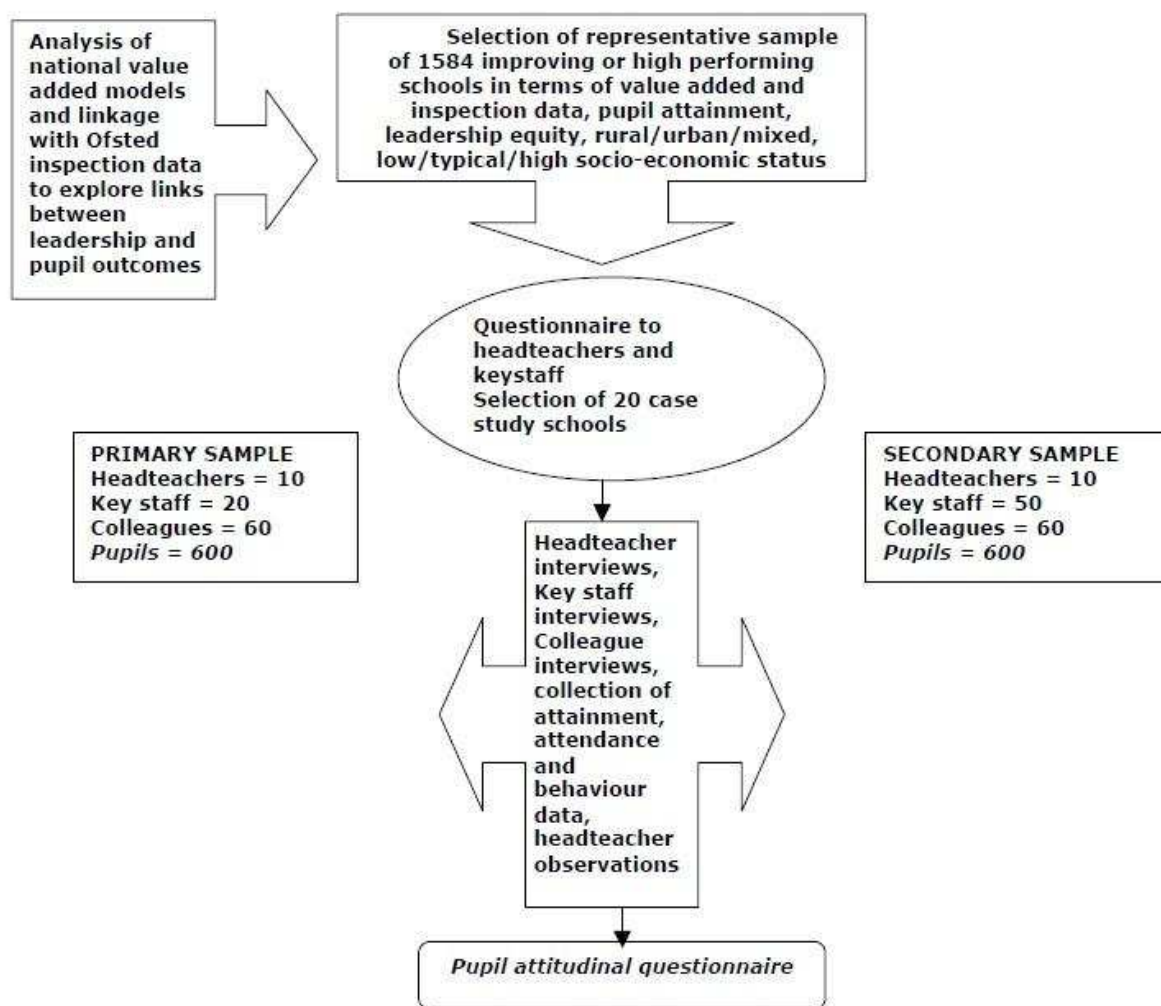 Analysis of
national value
added models
and linkage
with Ofsted
inspection data
to explore links
between
leadership and
pupil outcomes
Selection of representative sample
of 1584 improving or high performing
schools in terms of value added and
inspection data, pupil attainment,
leadership equity, rural/urban/mixed,
low/typical/high socio-economic status
Questionnaire to
headteachers and
keystaff
Selection of 20 case
study schools
PRIMARY SAMPLE
Headteachers = 10
Key staff = 20
Colleagues = 60
Pupils = 600
SECONDARY SAMPLE
Headteachers = 10
Key staff = 50
Colleagues = 60
Pupils = 600
Headteacher
interviews,
Key staff
interviews,
Colleague
interviews,
collection of
attainment,
attendance
and
behaviour
data,
headteacher
observations
Pupil attitudinal questionnaire